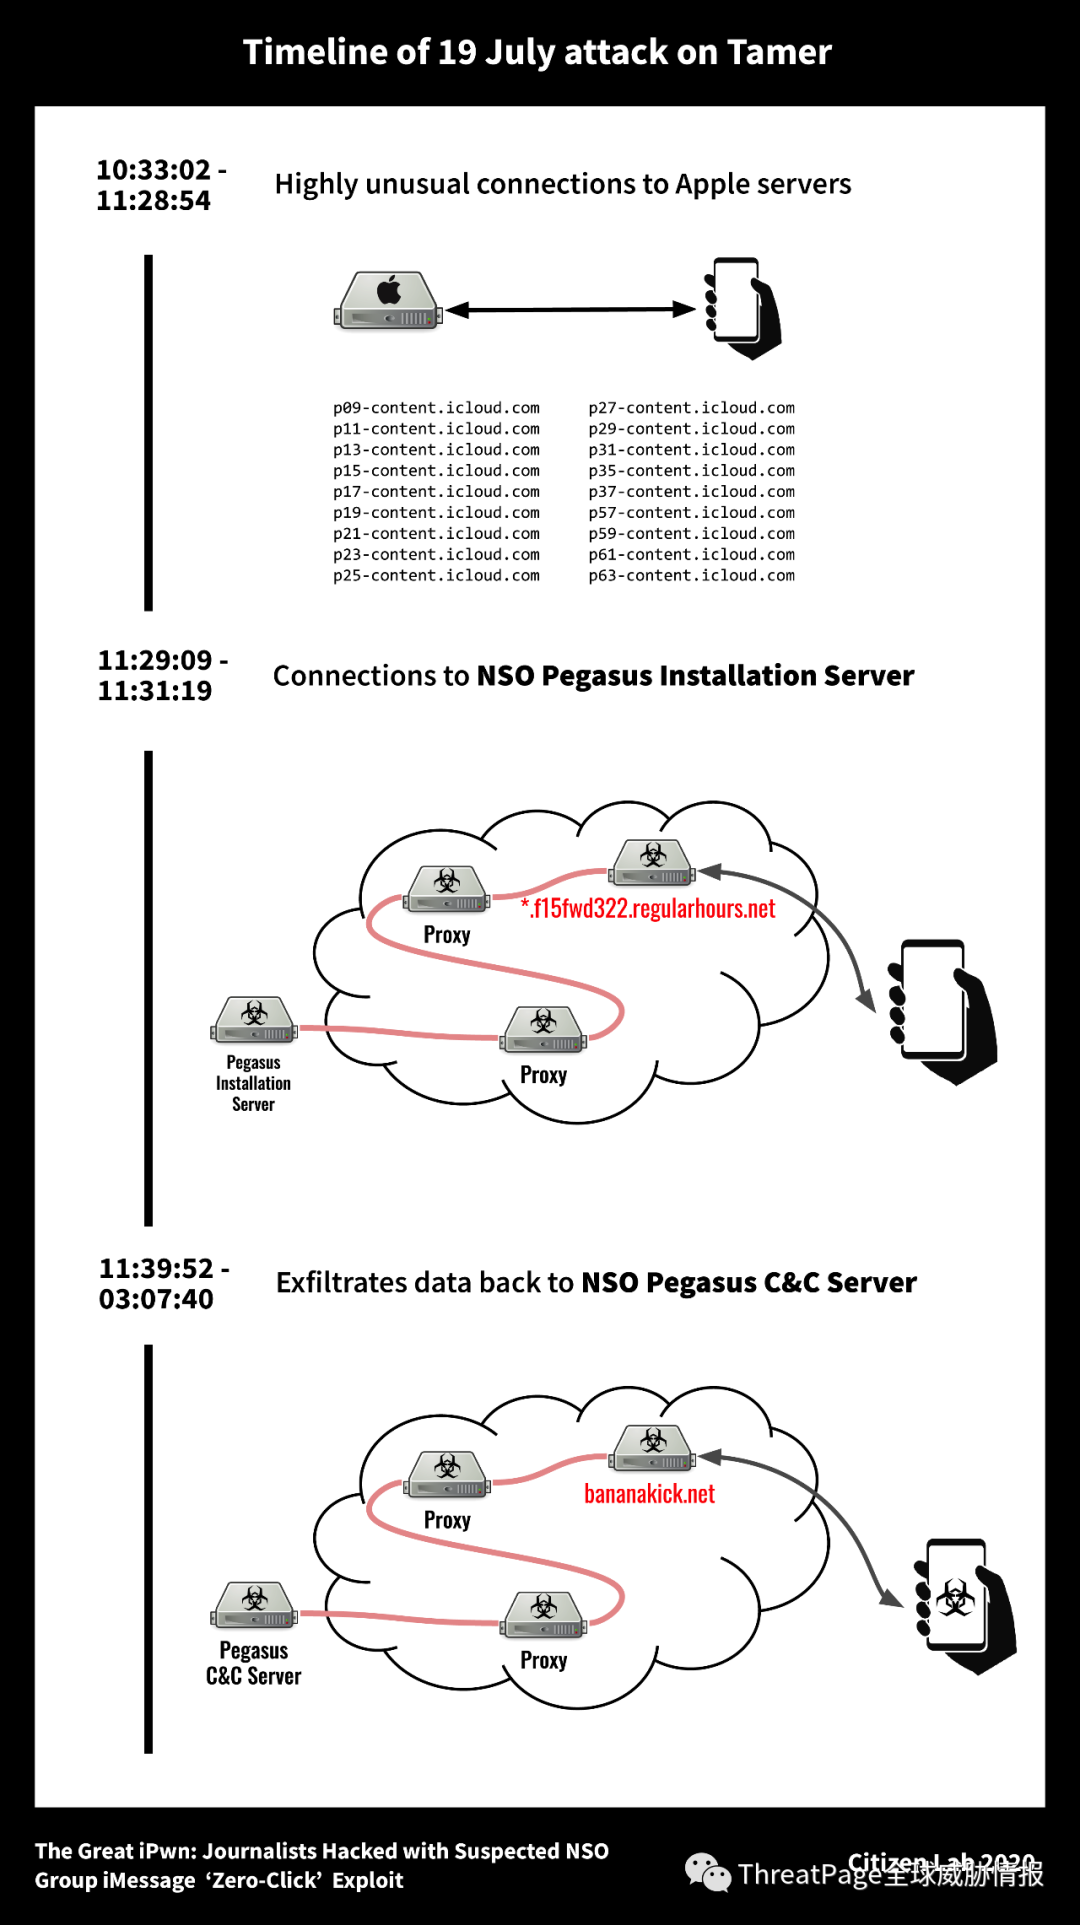 Timeline of 19 July attack on Tamer
10:33:02 -
11:28:54
Highly unusual connections to Apple servers
p09-content.icloud.com
p11-content.icloud.com
p13-content.icloud.com
p15-content.icloud.com
p17-content.icloud.com
p19-content.icloud.com
p21-content.icloud.com
p23-content.icloud.com
p25-content.icloud.com
p27-content.icloud.com
p29-content.icloud.com
p31-content.icloud.com
p35-content.icloud.com
p37-content.icloud.com
p57-content.icloud.com
p59-content.icloud.com
p61-content.icloud.com
p63-content.icloud.com
11:29:09 -
11:31:19
Connections to NSO Pegasus Installation Server
*.f15fwd322.regularhours.net
Proxy
Pegasus
Installation
Server
Proxy
11:39:52 -
03:07:40
Exfiltrates data back to NSO Pegasus C&C Server
bananakick.net
Proxy
Pegasus
C&C Server
Proxy
The Great iPwn: Journalists Hacked with Suspected NSO
Group iMessage ‘Zero-Click’ Exploit
Citizen Lab 2020
ThreatPage全球威胁情报